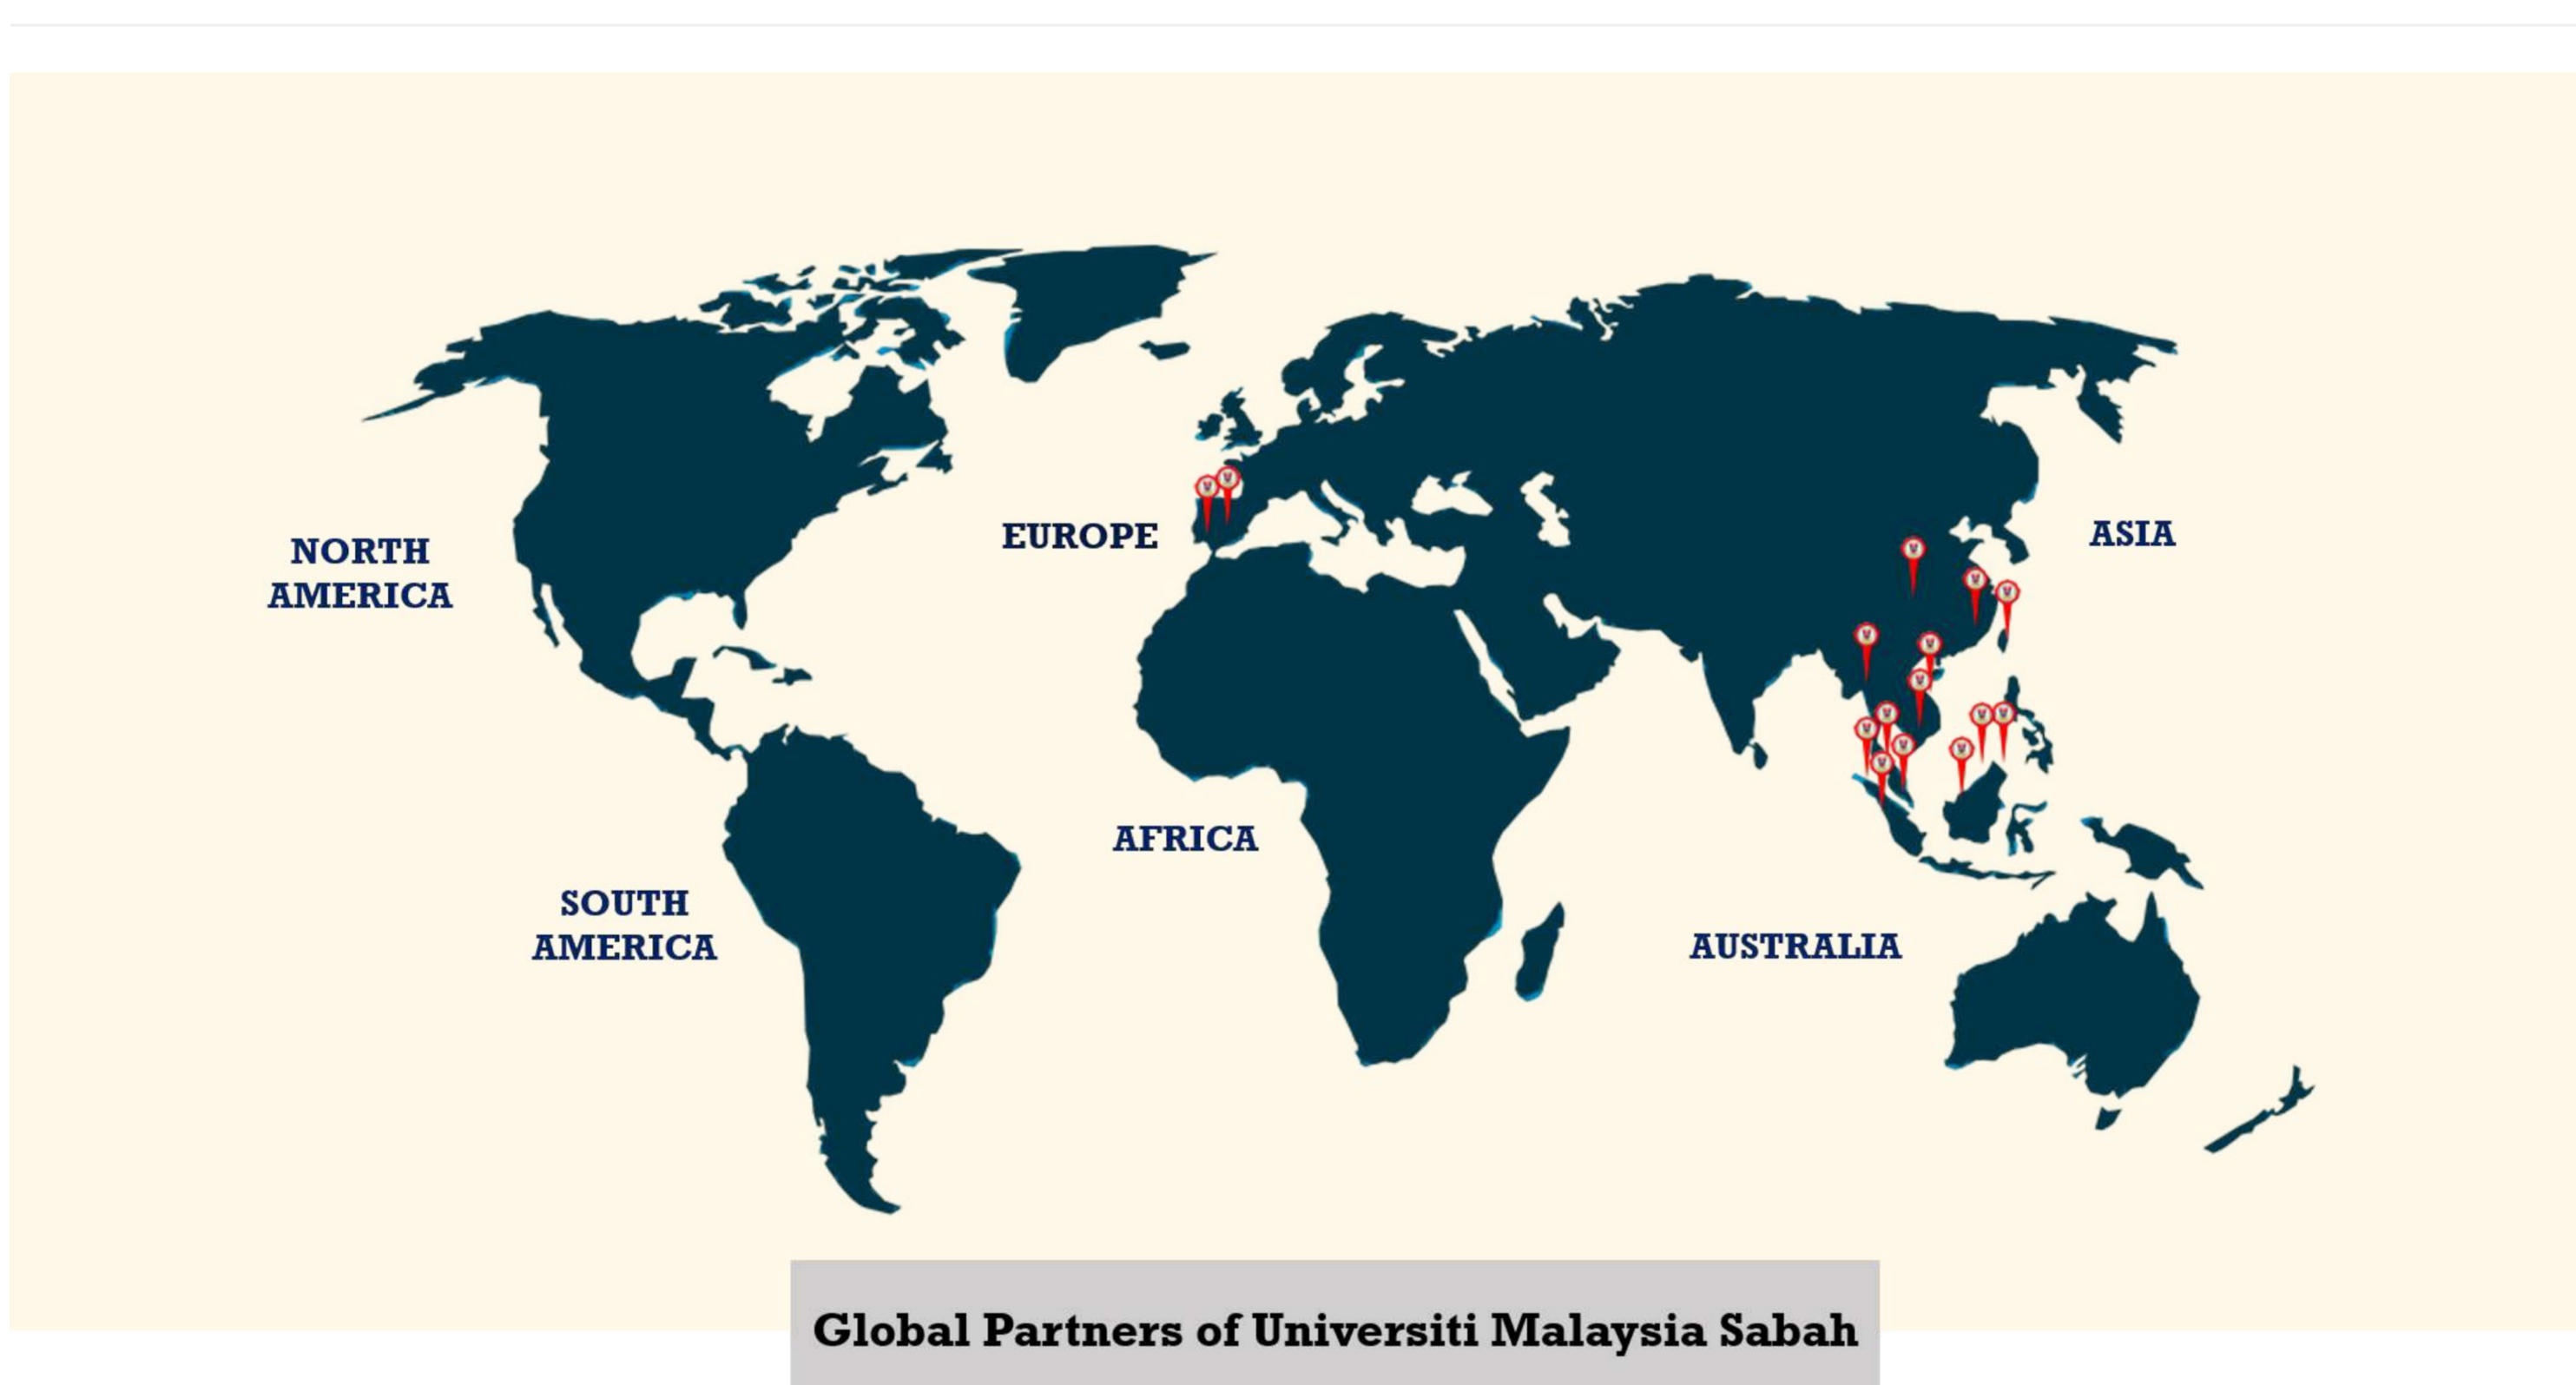 NORTH
AMERICA
EUROPE
ASIA
AFRICA
SOUTH
AMERICA
AUSTRALIA
Global Partners of Universiti Malaysia Sabah